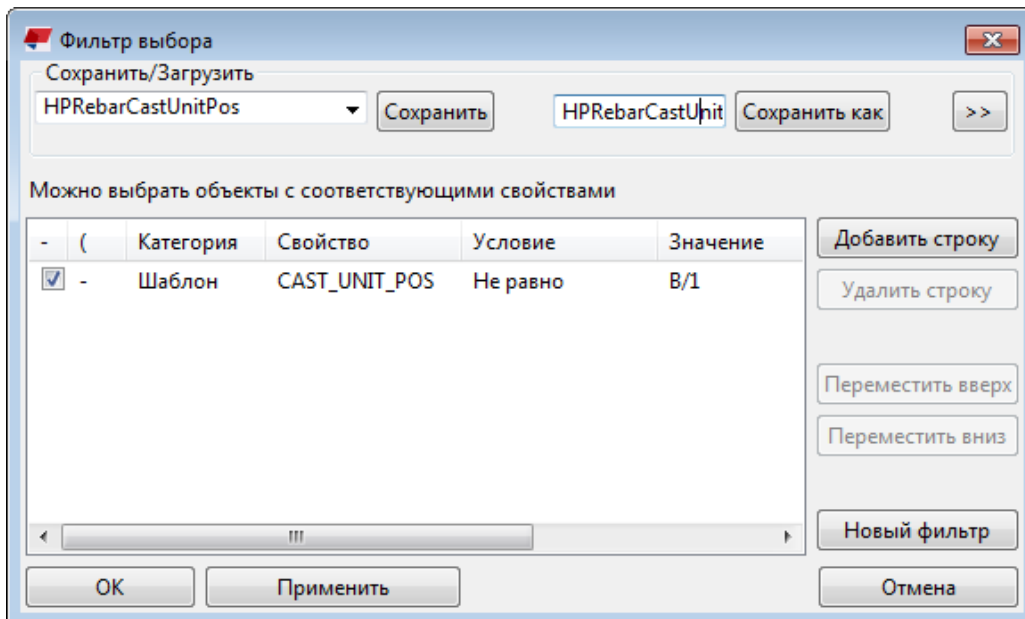 Фильтр выбора
Сохранить/Загрузить
HPRebarCastUnitPos Сохранить HPRebarCastUnit Сохранить как >>
Можно выбрать объекты с соответствующими свойствами
- ( Категория Свойство Условие Значение Добавить строку
- Шаблон CAST_UNIT_POS Не равно B/1 Удалить строку
Переместить вверх
Переместить вниз
Новый фильтр
OK Применить Отмена